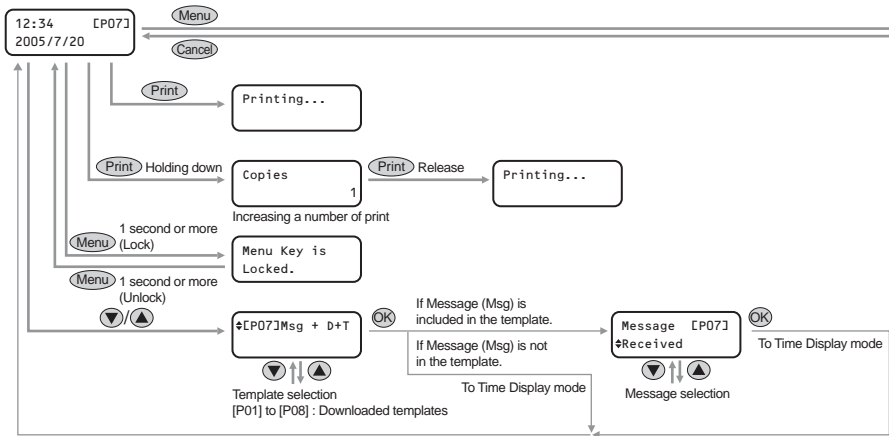 12:34 [P07]
2005/7/20
Menu
Cancel
Print
Printing...
Print Holding down
Copies
1
Increasing a number of print
Print Release
Printing...
Menu 1 second or more
(Lock)
Menu Key is
Locked.
Menu 1 second or more
(Unlock)
▼/▲
♦[P07]Msg + D+T
OK
If Message (Msg) is
included in the template.
If Message (Msg) is not
in the template.
To Time Display mode
Template selection
[P01] to [P08] : Downloaded templates
Message [P07]
♦Received
Message selection
OK
To Time Display mode